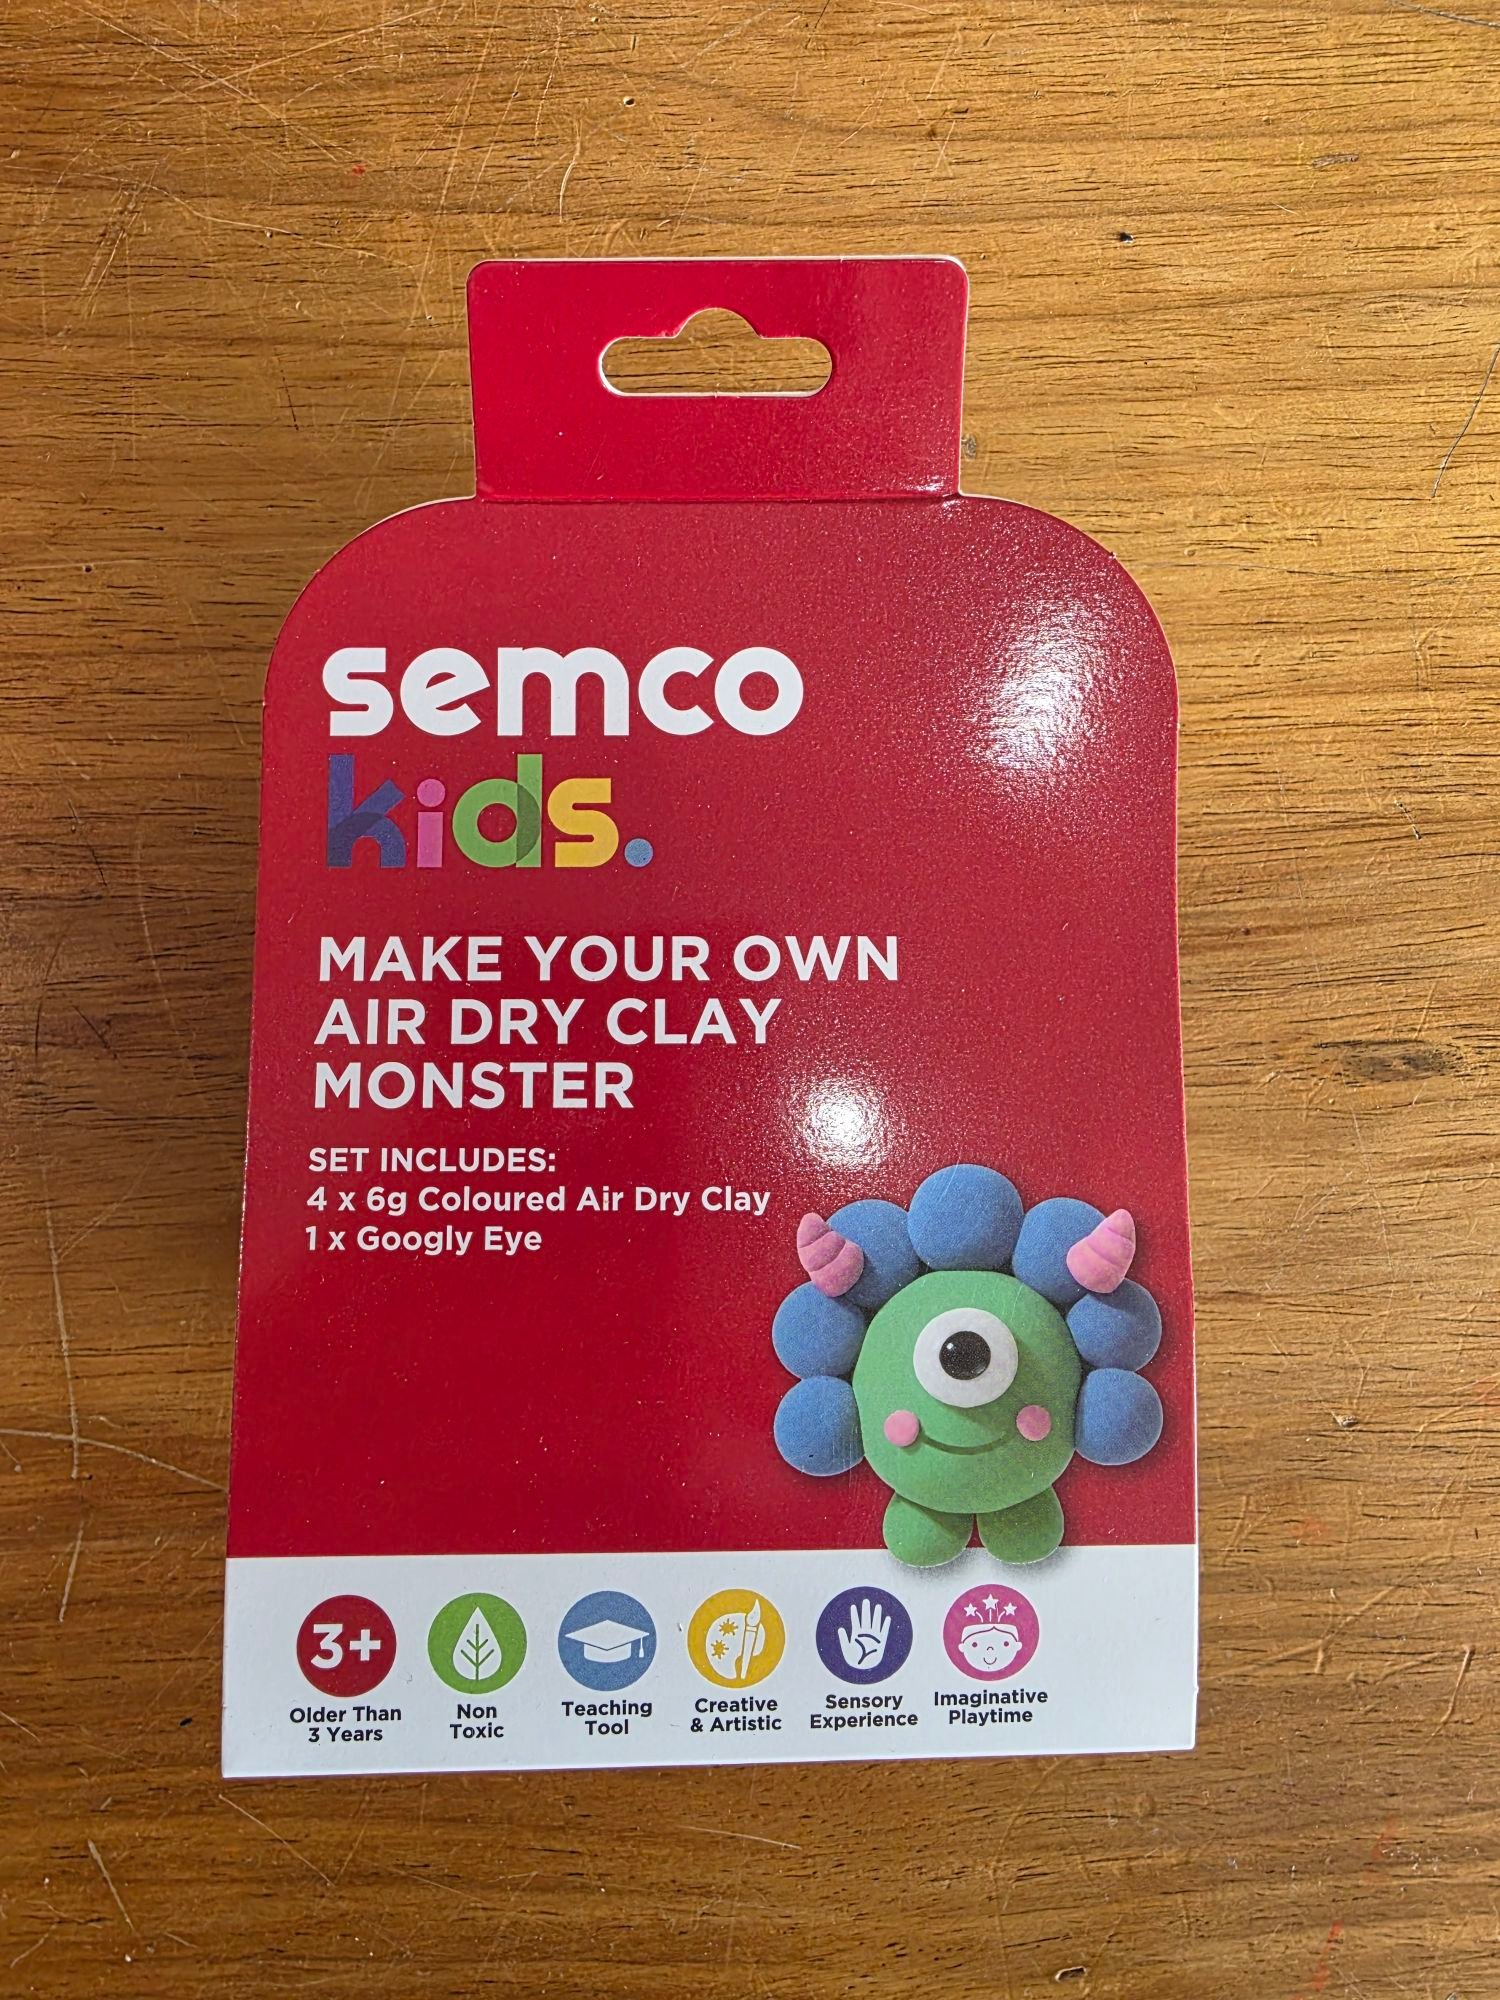 semco
kids.
MAKE YOUR OWN
AIR DRY CLAY
MONSTER
SET INCLUDES:
4 x 6g Coloured Air Dry Clay
1 x Googly Eye
3+
Older Than
3 Years
Non
Toxic
Teaching
Tool
Creative
& Artistic
Sensory
Experience
Imaginative
Playtime